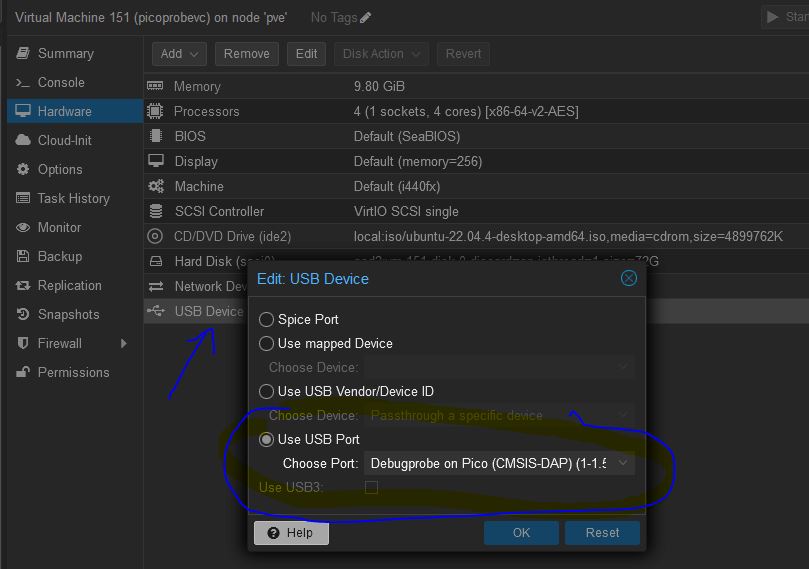 Virtual Machine 151 (picoprobevc) on node 'pve' No Tags Star
Summary
Console
Hardware
Cloud-Init
Options
Task History
Monitor
Backup
Replication
Snapshots
Firewall
Permissions
Add Remove Edit Disk Action Revert
Memory 9.80 GiB
Processors 4 (1 sockets, 4 cores) [x86-64-v2-AES]
BIOS Default (SeaBIOS)
Display Default (memory=256)
Machine Default (i440fx)
SCSI Controller VirtIO SCSI single
CD/DVD Drive (ide2) local:iso/ubuntu-22.04.4-desktop-amd64.iso,media=cdrom,size=4899762K
Hard Disk
Network Dev
USB Device
Edit: USB Device
Spice Port
Use mapped Device
Choose Device:
Use USB Vendor/Device ID
Choose Device: Passthrough a specific device
Use USB Port
Choose Port: Debugprobe on Pico (CMSIS-DAP) (1-1.5
Use USB3:
Help OK Reset